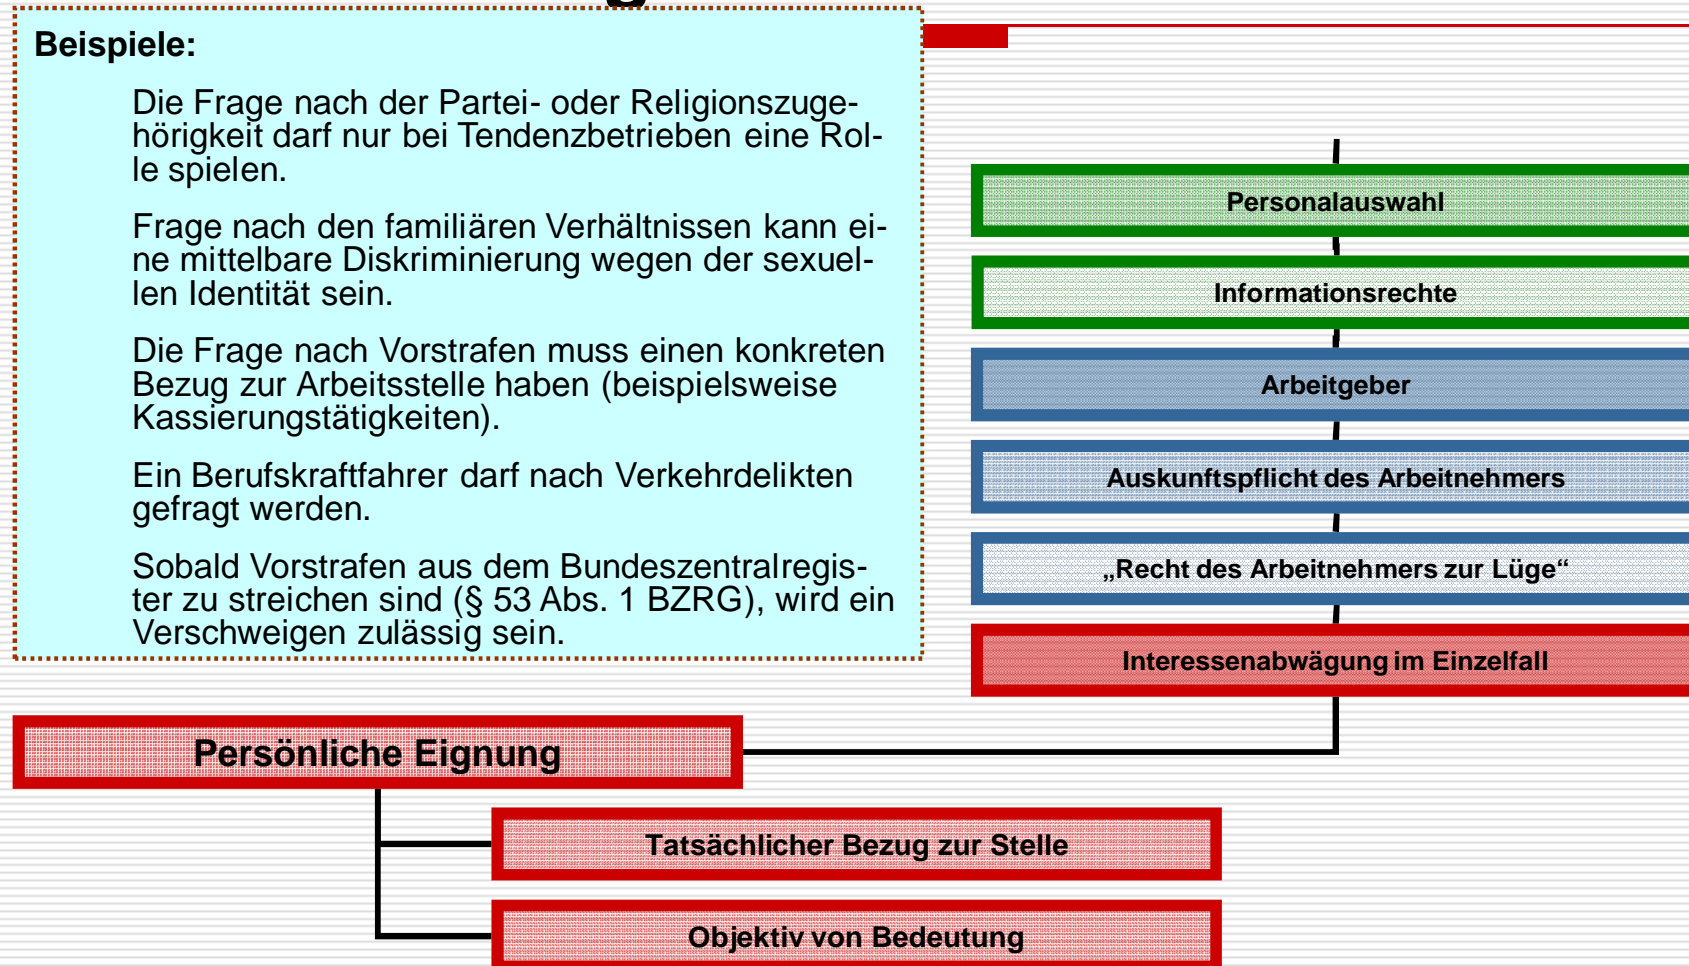 Beispiele:
Die Frage nach der Partei- oder Religionszuge-
hörigkeit darf nur bei Tendenzbetrieben eine Rol-
le spielen.
Frage nach den familiären Verhältnissen kann ei-
ne mittelbare Diskriminierung wegen der sexuel-
len Identität sein.
Die Frage nach Vorstrafen muss einen konkreten
Bezug zur Arbeitsstelle haben (beispielsweise
Kassierungstätigkeiten).
Ein Berufskraftfahrer darf nach Verkehrdelikten
gefragt werden.
Sobald Vorstrafen aus dem Bundeszentralregis-
ter zu streichen sind (§ 53 Abs. 1 BZRG), wird ein
Verschweigen zulässig sein.
Personalauswahl
Informationsrechte
Arbeitgeber
Auskunftspflicht des Arbeitnehmers
„Recht des Arbeitnehmers zur Lüge“
Interessenabwägung im Einzelfall
Persönliche Eignung
Tatsächlicher Bezug zur Stelle
Objektiv von Bedeutung